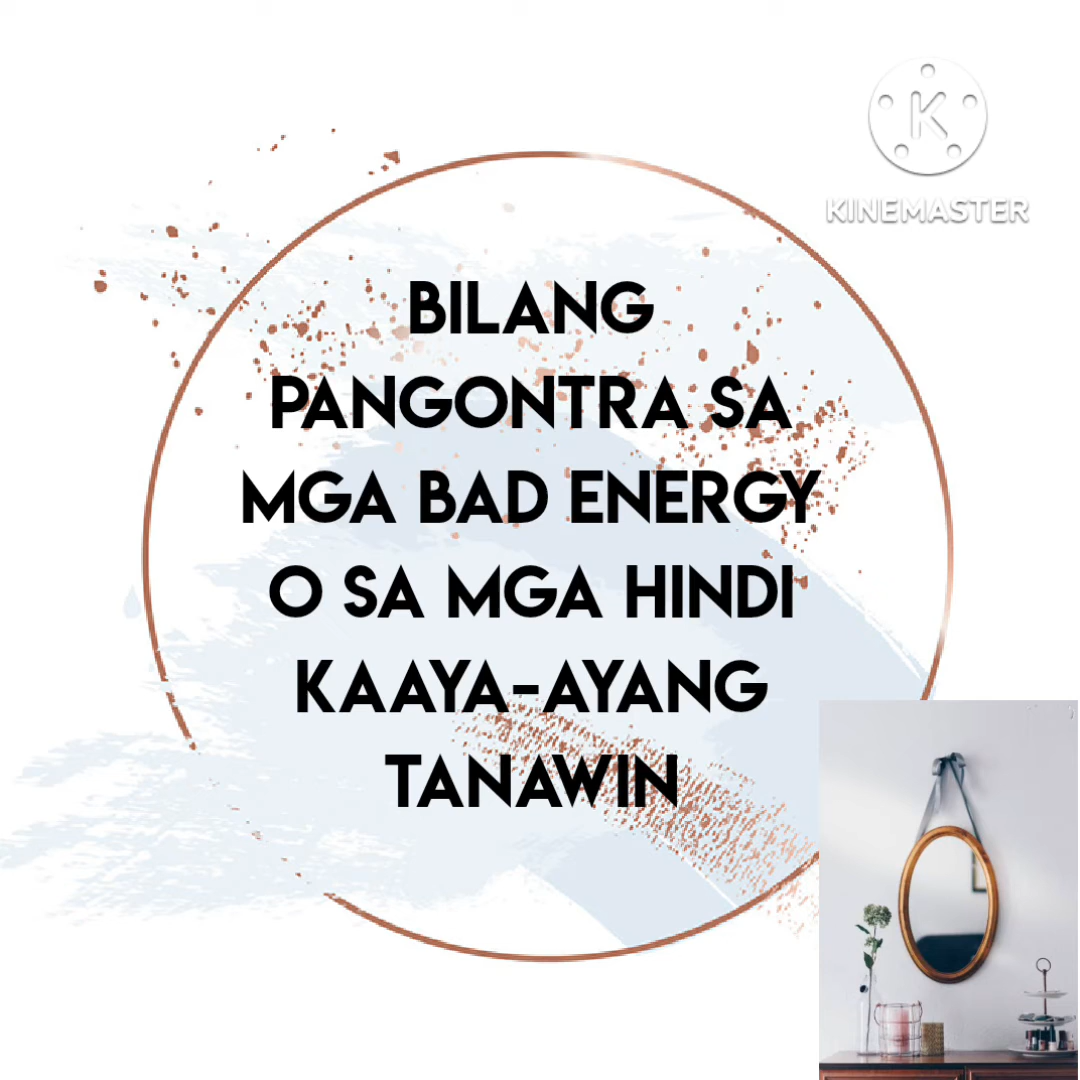 K
KINEMASTER
BILANG
PANGONTRA SA
MGA BAD ENERGY
O SA MGA HINDI
KAAYA-AYANG
TANAWIN